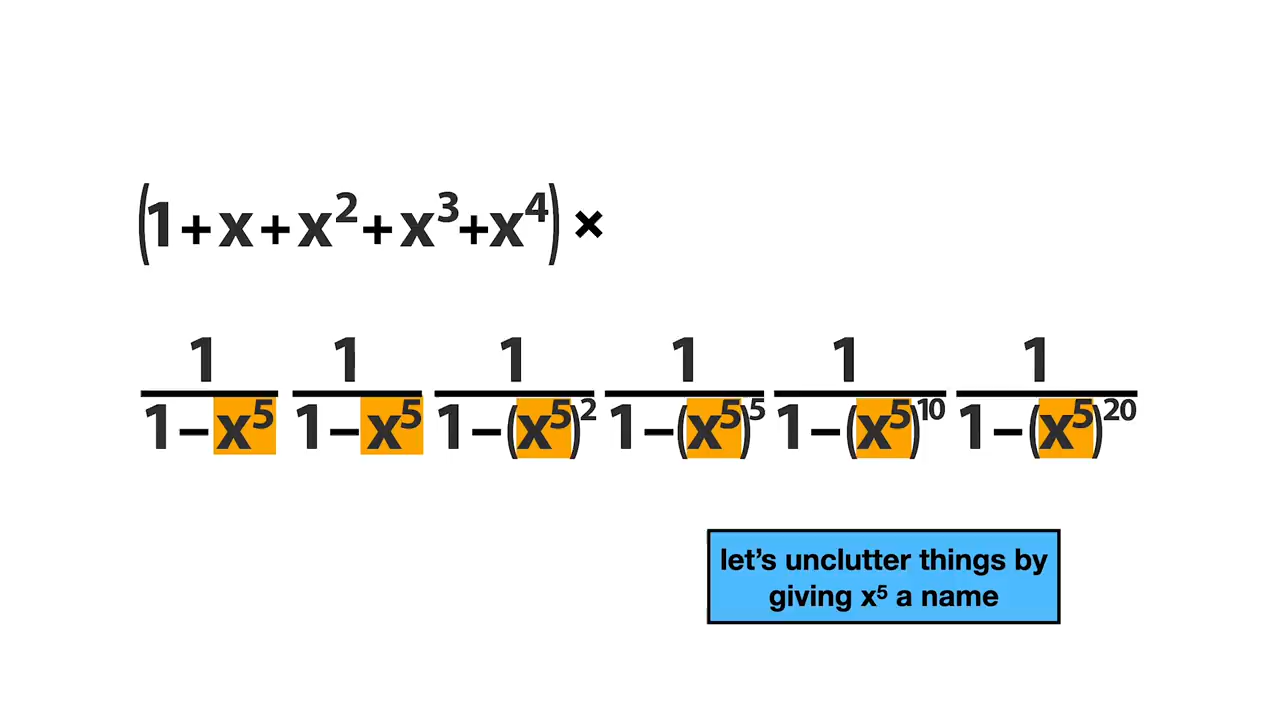 (1+x+x²+x³+x⁴) ×
1 1 1 1 1 1
1−x⁵ 1−x⁵ 1−(x⁵)² 1−(x⁵)⁵ 1−(x⁵)¹⁰ 1−(x⁵)²⁰
let’s unclutter things by
giving x⁵ a name